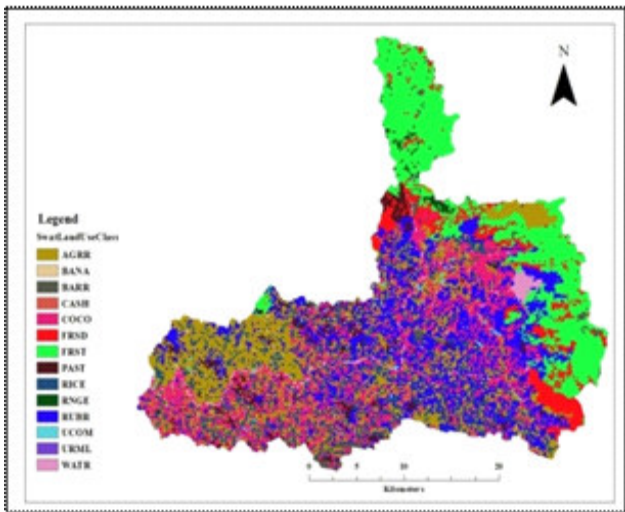 N
Legend
SwatLandUseClass
AGRR
BANA
BARR
CASH
COCO
FRSD
FRST
PAST
RICE
RNGE
RUBR
UCOM
URML
WATR
0 5 10 20
Kilometers